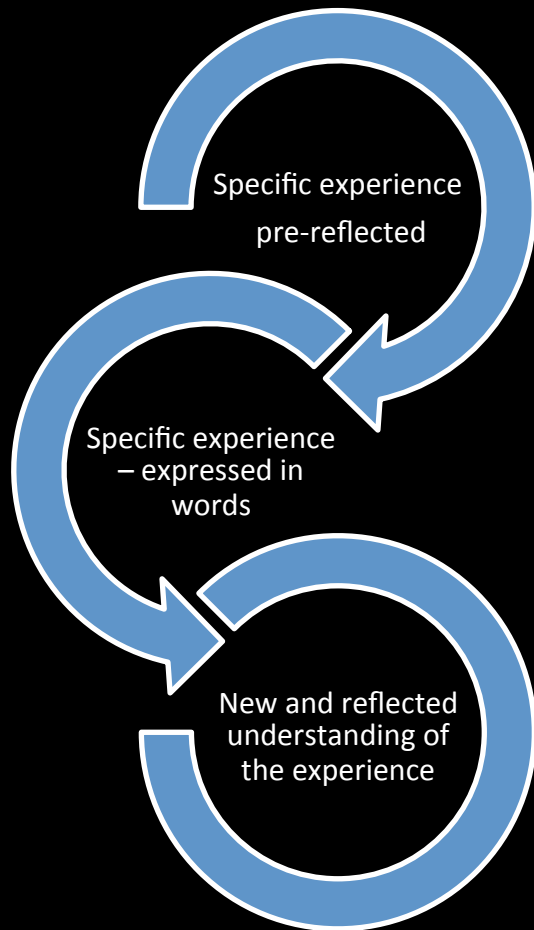 Specific experience
pre-reflected
Specific experience
– expressed in
words
New and reflected
understanding of
the experience